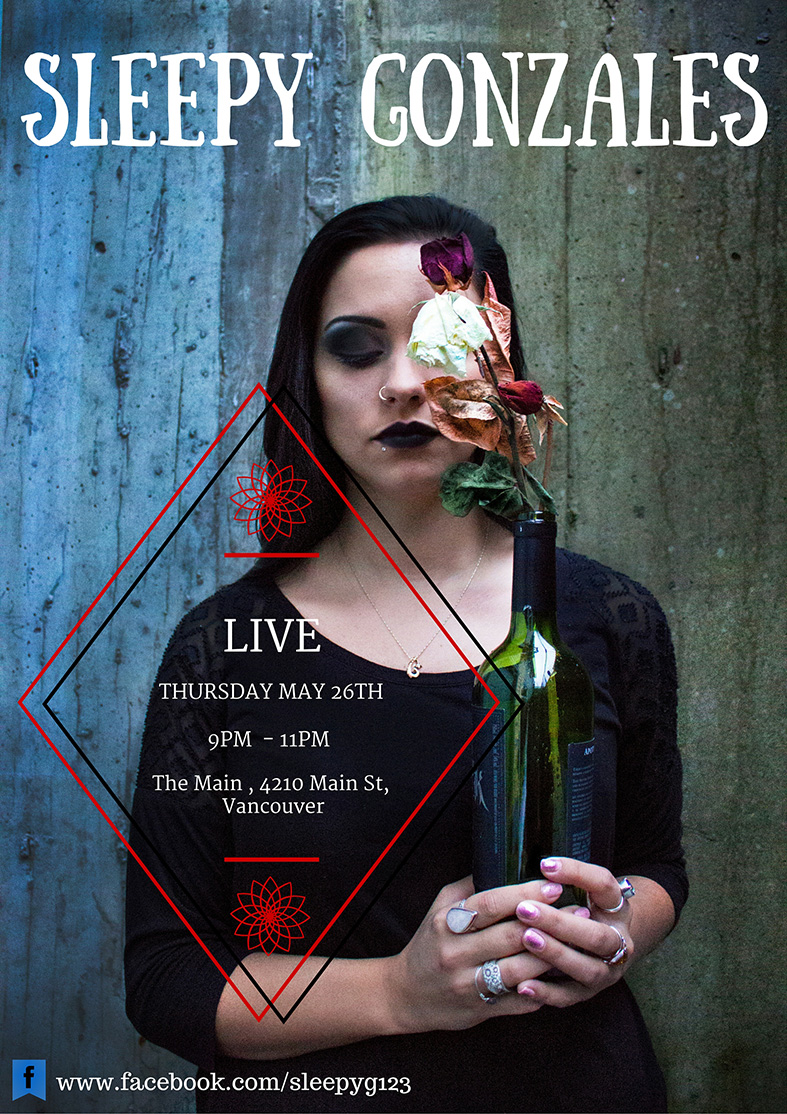 SLEEPY GONZALES
LIVE
THURSDAY MAY 26TH
9PM - 11PM
The Main , 4210 Main St,
Vancouver
f www.facebook.com/sleepyg123